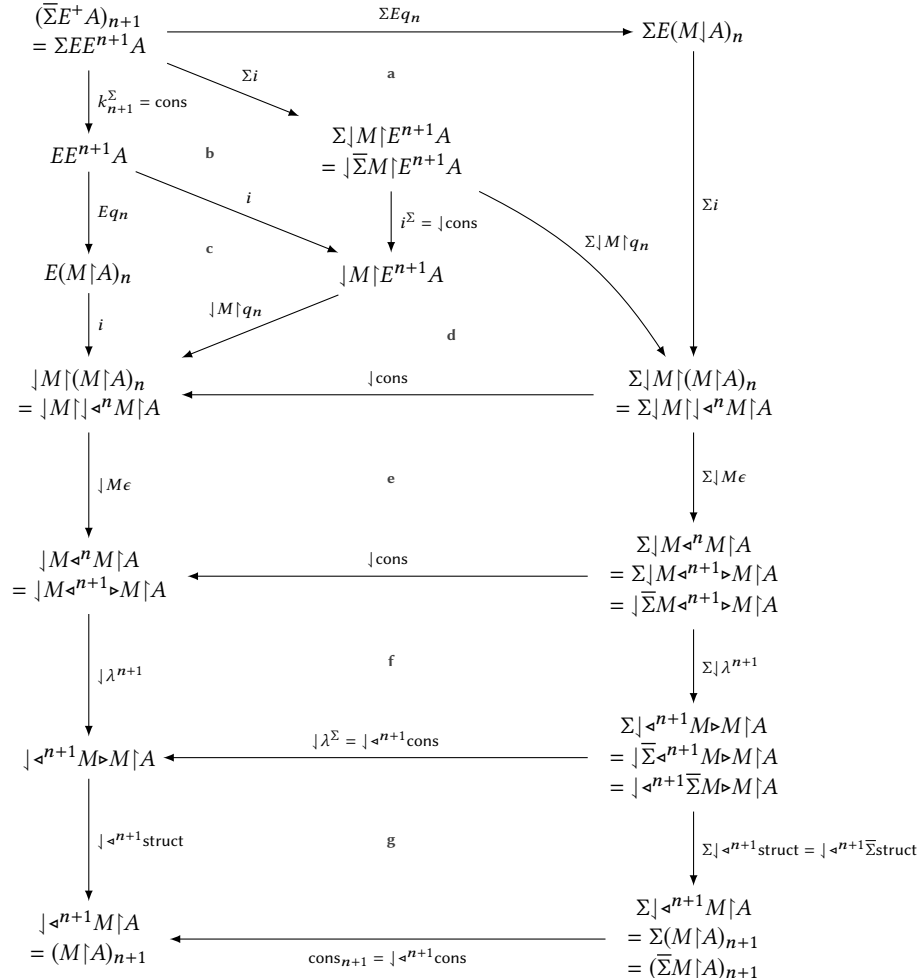 (Σ̅E⁺A)ₙ₊₁
= ΣEEⁿ⁺¹A
ΣEqₙ
ΣE(M⇃A)ₙ
a
Σi
kᐩΣₙ₊₁ = cons
Σ⇃M↾Eⁿ⁺¹A
= ⇃Σ̅M↾Eⁿ⁺¹A
b
EEⁿ⁺¹A
i
Σi
Eqₙ
i^Σ = ⇃cons
Σ⇃M↾qₙ
c
E(M↾A)ₙ
⇃M↾Eⁿ⁺¹A
⇃M↾qₙ
i
d
⇃M↾(M↾A)ₙ
= ⇃M↾⇃◃ⁿM↾A
⇃cons
Σ⇃M↾(M↾A)ₙ
= Σ⇃M↾⇃◃ⁿM↾A
⇃Mϵ
e
Σ⇃Mϵ
⇃M◃ⁿM↾A
= ⇃M◃ⁿ⁺¹▹M↾A
⇃cons
Σ⇃M◃ⁿM↾A
= Σ⇃M◃ⁿ⁺¹▹M↾A
= ⇃Σ̅M◃ⁿ⁺¹▹M↾A
⇃λⁿ⁺¹
f
Σ⇃λⁿ⁺¹
⇃◃ⁿ⁺¹M▹M↾A
⇃λ^Σ = ⇃◃ⁿ⁺¹cons
Σ⇃◃ⁿ⁺¹M▹M↾A
= ⇃Σ̅◃ⁿ⁺¹M▹M↾A
= ⇃◃ⁿ⁺¹Σ̅M▹M↾A
⇃◃ⁿ⁺¹struct
g
Σ⇃◃ⁿ⁺¹struct = ⇃◃ⁿ⁺¹Σ̅struct
⇃◃ⁿ⁺¹M↾A
= (M↾A)ₙ₊₁
consₙ₊₁ = ⇃◃ⁿ⁺¹cons
Σ⇃◃ⁿ⁺¹M↾A
= Σ(M↾A)ₙ₊₁
= (Σ̅M↾A)ₙ₊₁